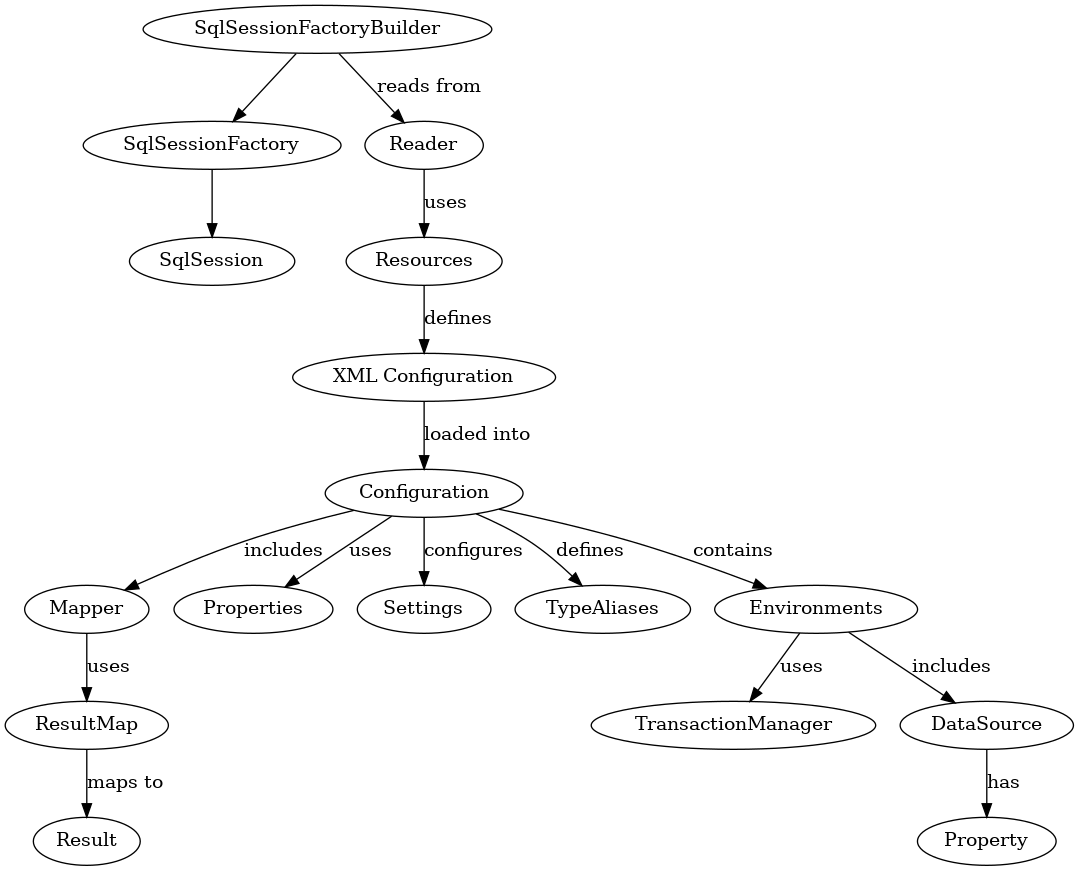 SqlSessionFactoryBuilder
reads from
SqlSessionFactory
Reader
uses
SqlSession
Resources
defines
XML Configuration
loaded into
Configuration
includes
uses
configures
defines
contains
Mapper
Properties
Settings
TypeAliases
Environments
uses
uses
includes
ResultMap
TransactionManager
DataSource
maps to
has
Result
Property